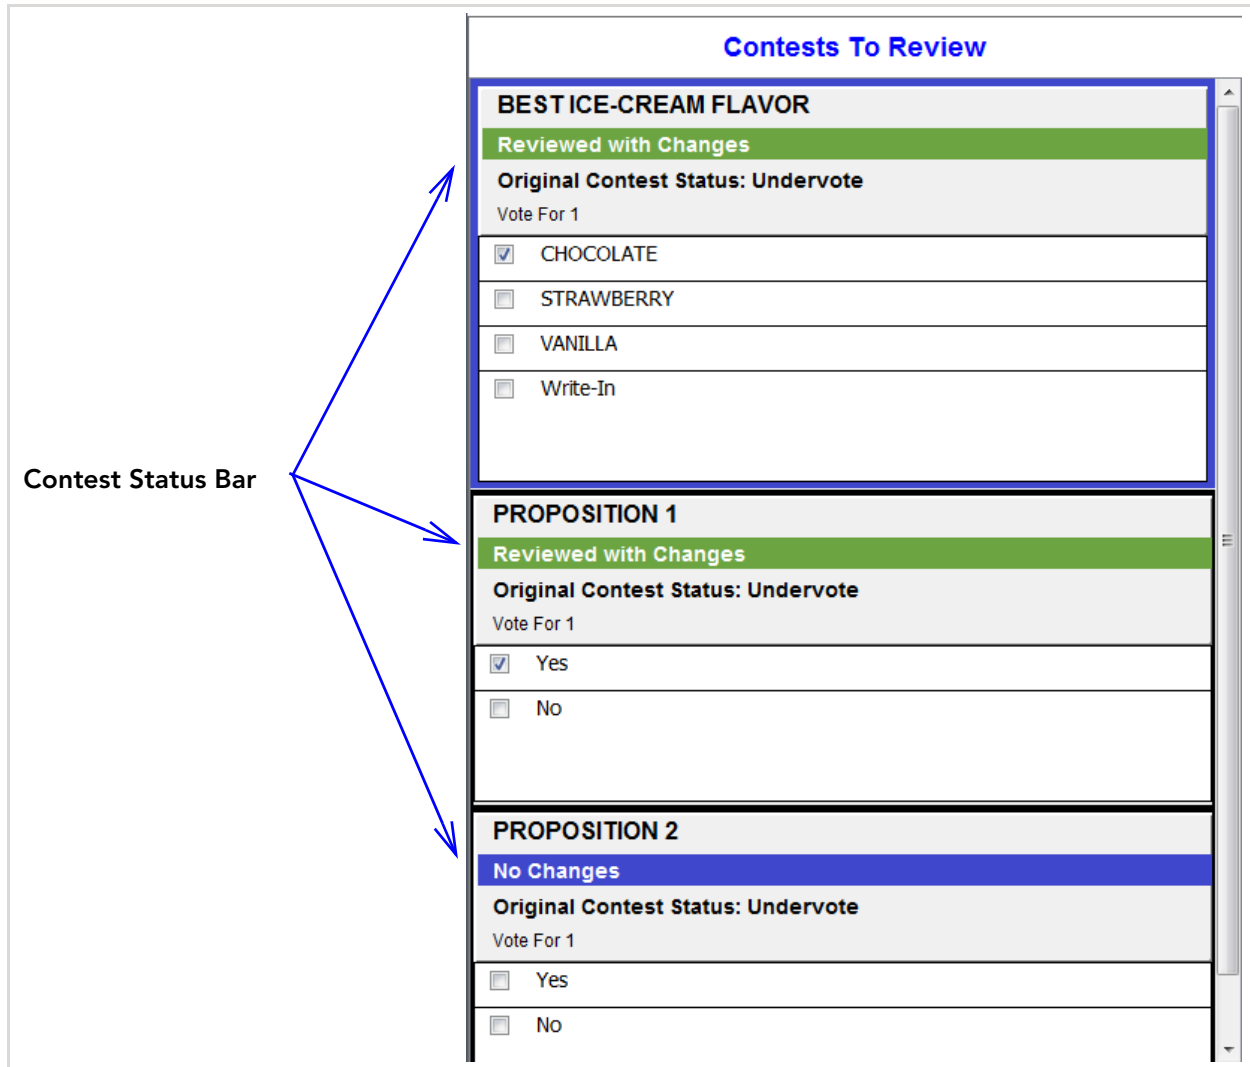 Contests To Review
BEST ICE-CREAM FLAVOR
Reviewed with Changes
Original Contest Status: Undervote
Vote For 1
CHOCOLATE
STRAWBERRY
VANILLA
Write-In
Contest Status Bar
PROPOSITION 1
Reviewed with Changes
Original Contest Status: Undervote
Vote For 1
Yes
No
PROPOSITION 2
No Changes
Original Contest Status: Undervote
Vote For 1
Yes
No